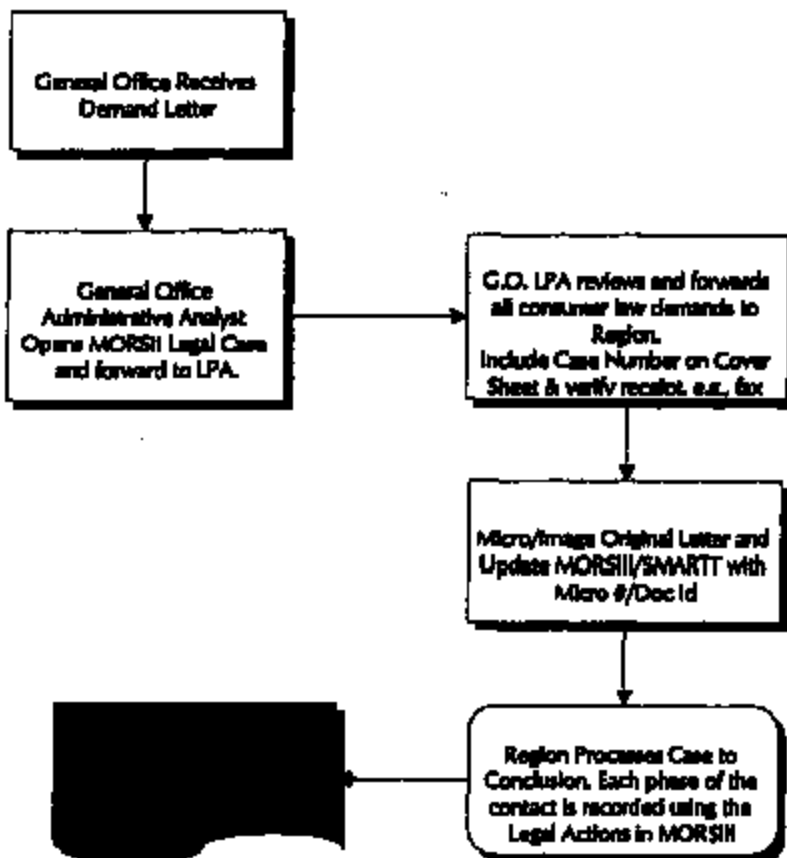 General Office Receives
Demand Letter
General Office
Administrative Analyst
Opens MORSIII Legal Case
and forward to LPA.
G.O. LPA reviews and forwards
all consumer law demands to
Region.
Include Case Number on Cover
Sheet & verify receipt. e.g., fax
Micro/Image Original Letter and
Update MORSIII/SMARTT with
Micro #/Doc Id
Region Processes Case to
Conclusion. Each phase of the
contact is recorded using the
Legal Actions in MORSIII